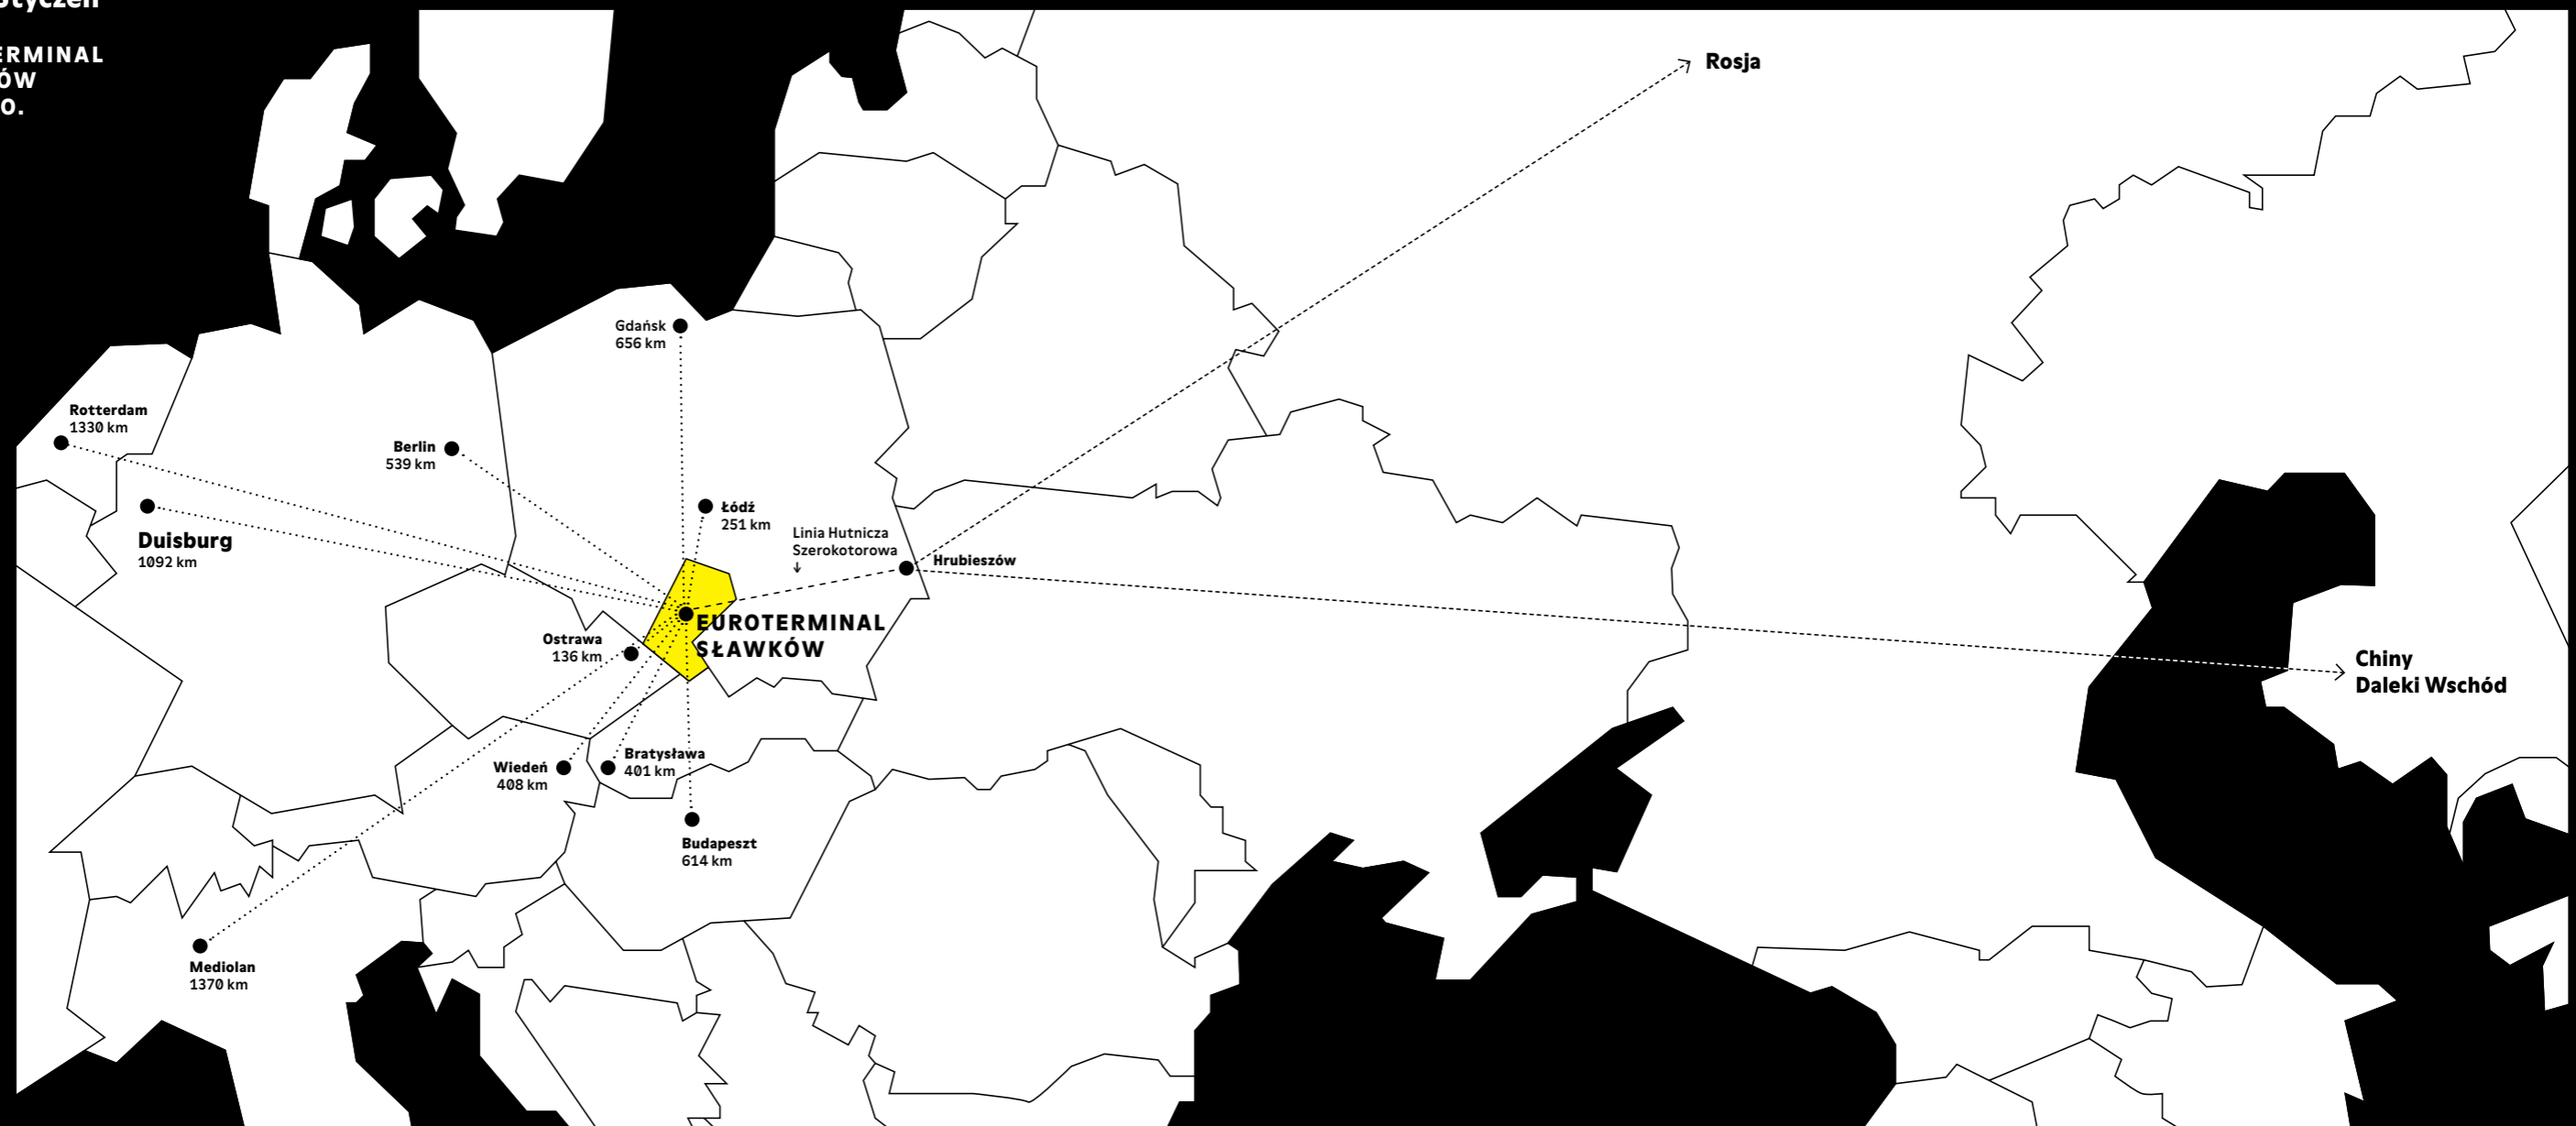 Styczeń
ERMINAL
ÓW
O.
Rosja
Gdańsk
656 km
Rotterdam
1330 km
Berlin
539 km
Łódź
251 km
Duisburg
1092 km
Linia Hutnicza
Szerokotorowa
↓
Hrubieszów
EUROTERMINAL
SŁAWKÓW
Ostrawa
136 km
Chiny
Daleki Wschód
Wiedeń
408 km
Bratysława
401 km
Budapeszt
614 km
Mediolan
1370 km